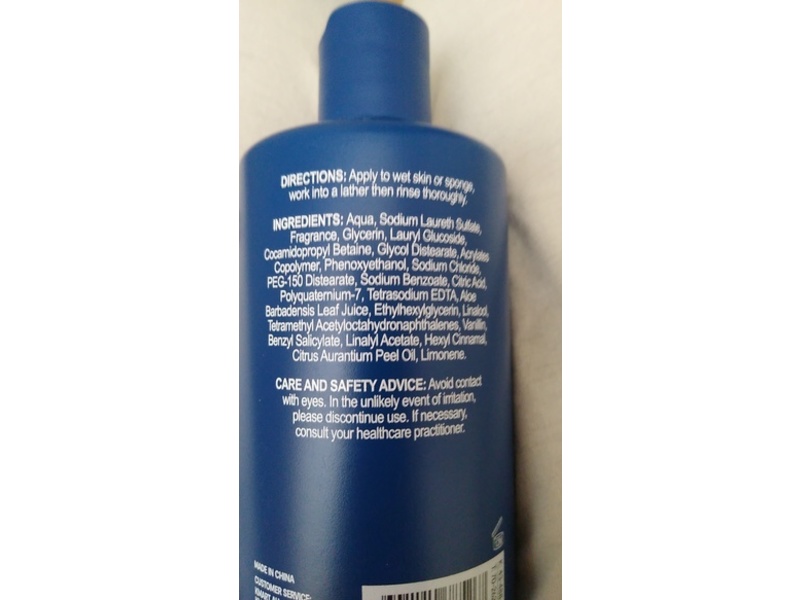 DIRECTIONS: Apply to wet skin or sponge,
work into a lather then rinse thoroughly.
INGREDIENTS: Aqua, Sodium Laureth Sulfate,
Fragrance, Glycerin, Lauryl Glucoside,
Cocamidopropyl Betaine, Glycol Distearate, Acrylates
Copolymer, Phenoxyethanol, Sodium Chloride,
PEG-150 Distearate, Sodium Benzoate, Citric Acid,
Polyquaternium-7, Tetrasodium EDTA, Aloe
Barbadensis Leaf Juice, Ethylhexylglycerin, Linalool,
Tetramethyl Acetyloctahydronaphthalenes, Vanillin,
Benzyl Salicylate, Linalyl Acetate, Hexyl Cinnamal,
Citrus Aurantium Peel Oil, Limonene.
CARE AND SAFETY ADVICE: Avoid contact
with eyes. In the unlikely event of irritation,
please discontinue use. If necessary,
consult your healthcare practitioner.
MADE IN CHINA
CUSTOMER SERVICE:
KMART